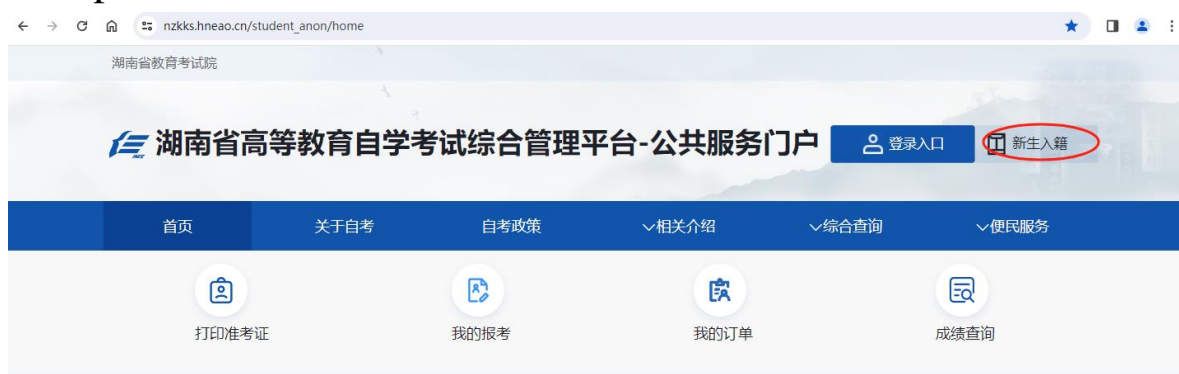 nzkks.hneao.cn/student_anon/home
湖南省教育考试院
湖南省高等教育自学考试综合管理平台-公共服务门户 登录入口 新生入籍
首页 关于自考 自考政策 相关介绍 综合查询 便民服务
打印准考证 我的报考 我的订单 成绩查询